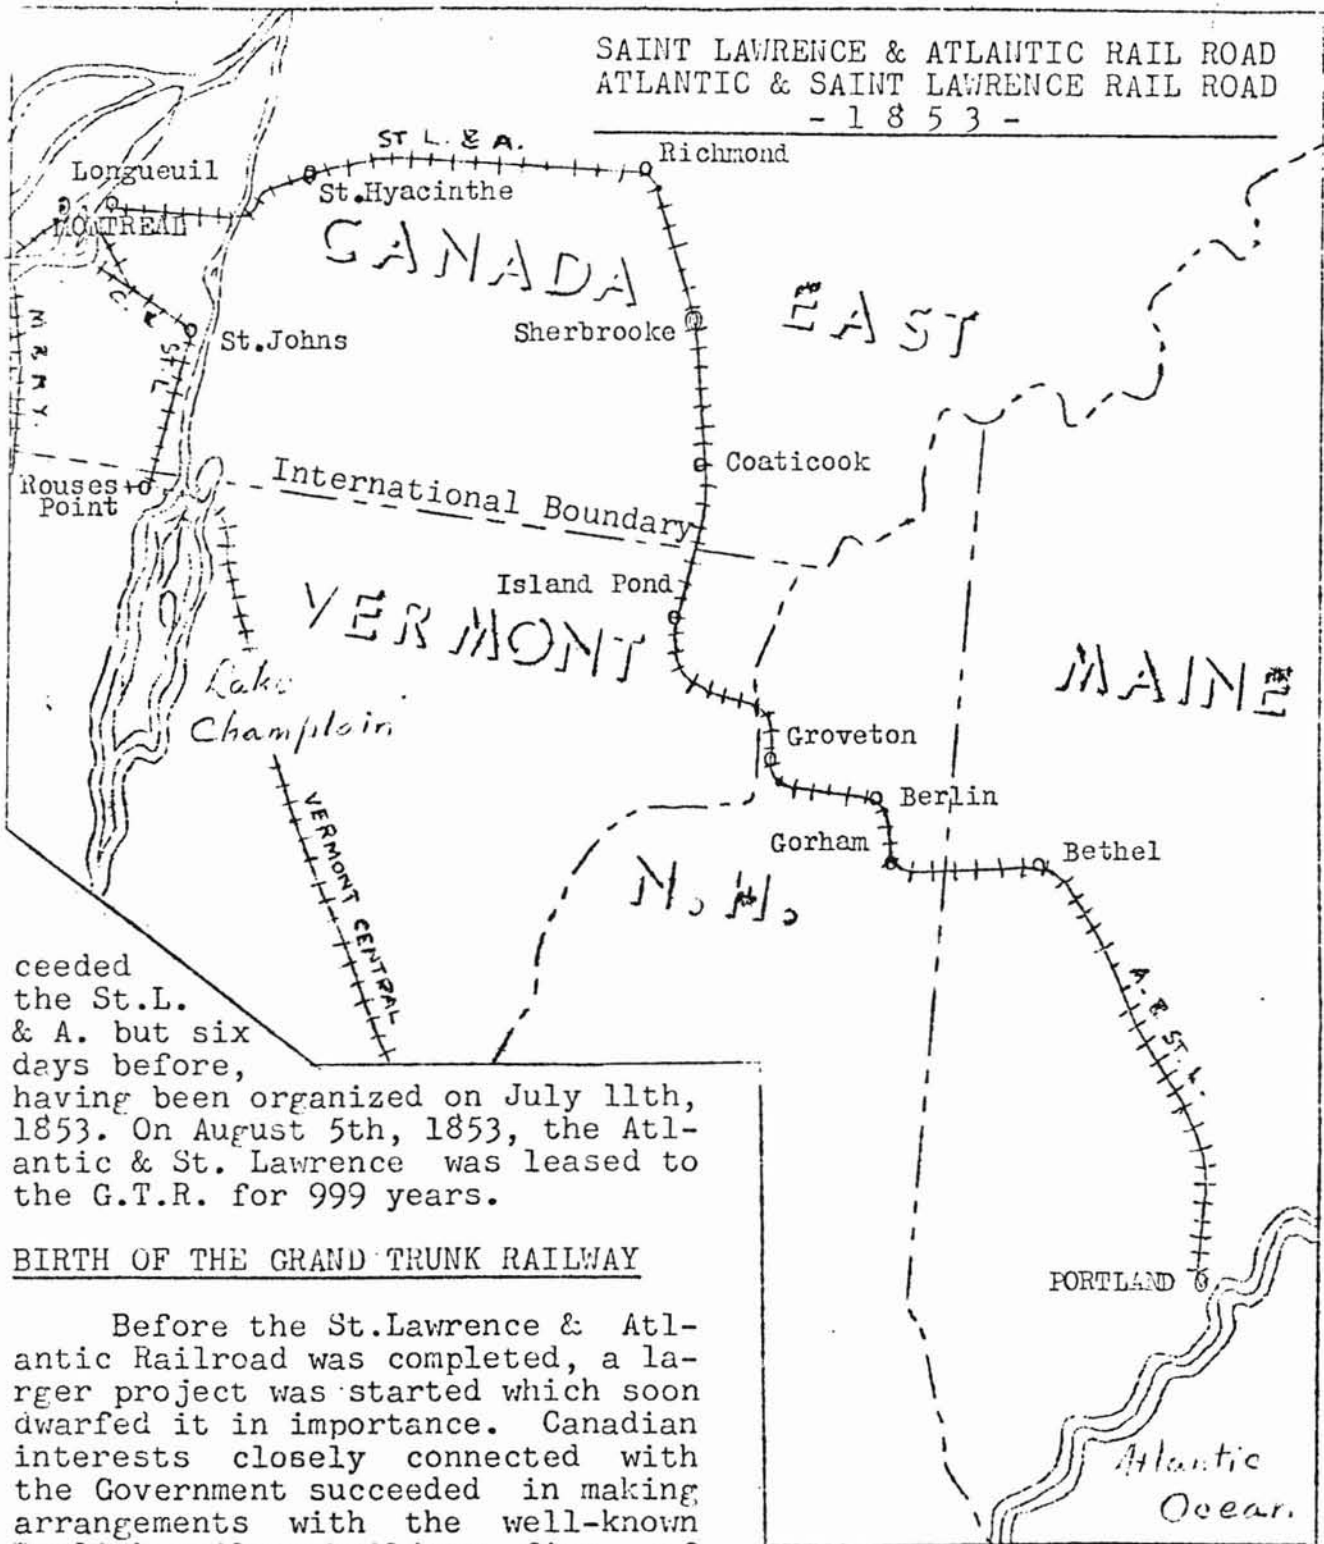 SAINT LAWRENCE & ATLANTIC RAIL ROAD
ATLANTIC & SAINT LAWRENCE RAIL ROAD
- 1 8 5 3 -
ST L. & A.
Richmond
Longueuil
St.Hyacinthe
MONTREAL
CANADA
EAST
C. &
ST L
St.Johns
Sherbrooke
M & N Y.
Coaticook
Rouses
Point
International Boundary
Island Pond
VERMONT
MAINE
Lake
Champlain
Groveton
VERMONT CENTRAL
Berlin
Gorham
Bethel
N. H.
A. & ST. L.
PORTLAND
Atlantic
Ocean.
ceeded
the St.L.
& A. but six
days before,
having been organized on July 11th,
1853. On August 5th, 1853, the Atl-
antic & St. Lawrence was leased to
the G.T.R. for 999 years.
BIRTH OF THE GRAND TRUNK RAILWAY
Before the St.Lawrence & Atl-
antic Railroad was completed, a la-
rger project was started which soon
dwarfed it in importance. Canadian
interests closely connected with
the Government succeeded in making
arrangements with the well-known